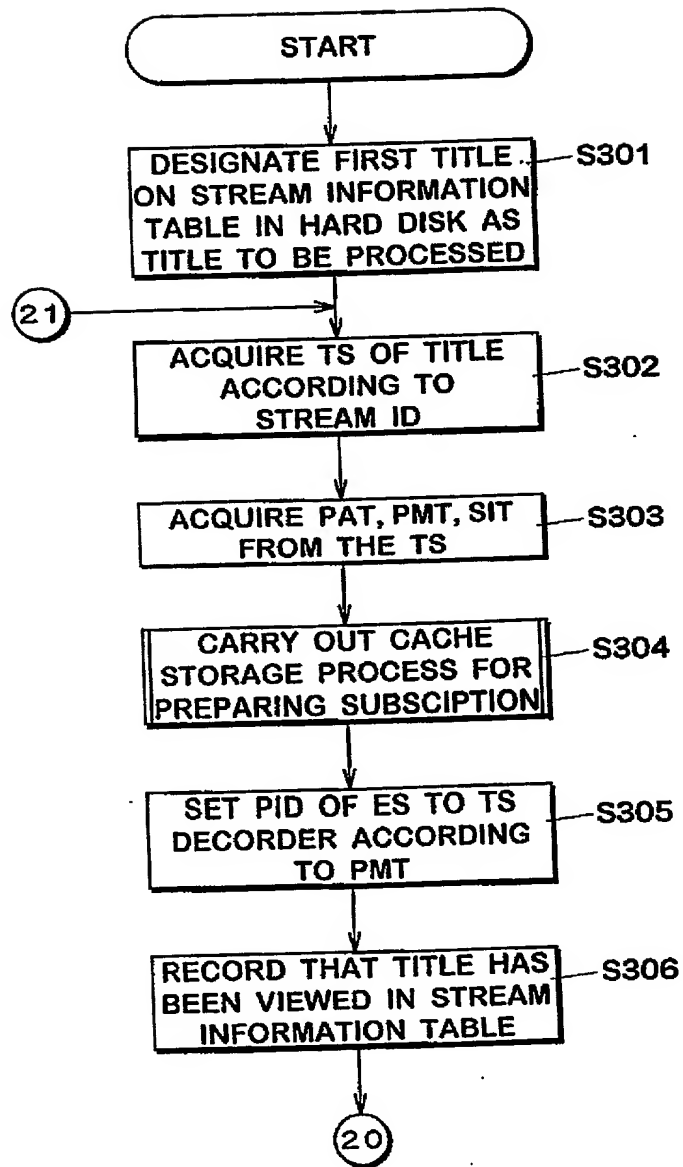 START
DESIGNATE FIRST TITLE
ON STREAM INFORMATION
TABLE IN HARD DISK AS
TITLE TO BE PROCESSED
S301
21
ACQUIRE TS OF TITLE
ACCORDING TO
STREAM ID
S302
ACQUIRE PAT, PMT, SIT
FROM THE TS
S303
CARRY OUT CACHE
STORAGE PROCESS FOR
PREPARING SUBSCIPTION
S304
SET PID OF ES TO TS
DECORDER ACCORDING
TO PMT
S305
RECORD THAT TITLE HAS
BEEN VIEWED IN STREAM
INFORMATION TABLE
S306
20